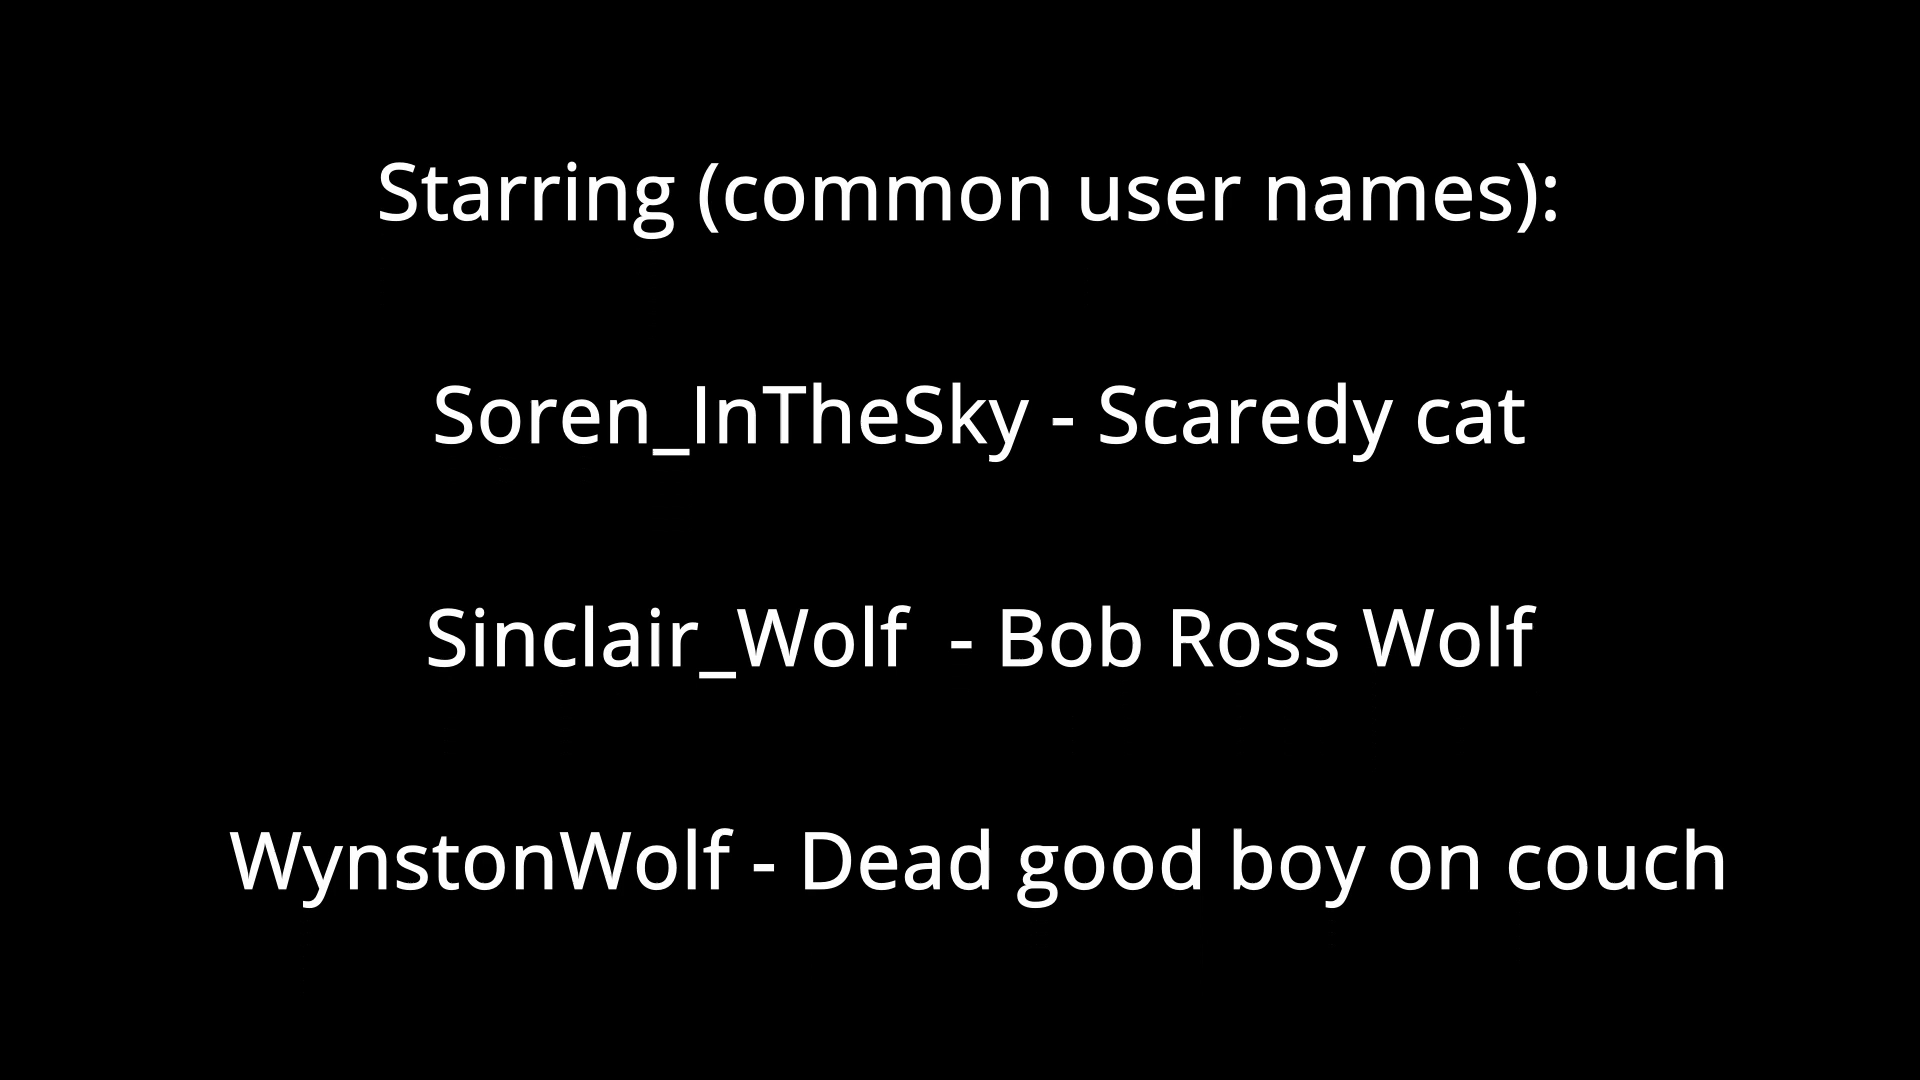 Starring (common user names):
Soren_InTheSky - Scaredy cat
Sinclair_Wolf  - Bob Ross Wolf
WynstonWolf - Dead good boy on couch